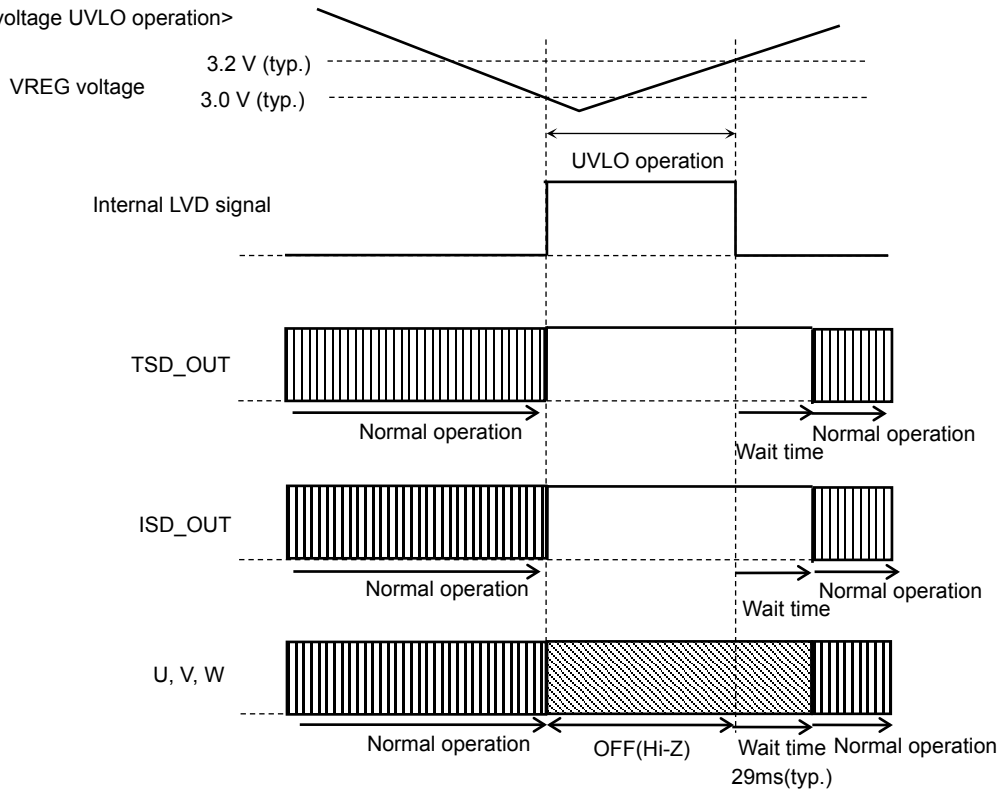 voltage UVLO operation>
3.2 V (typ.)
VREG voltage
3.0 V (typ.)
UVLO operation
Internal LVD signal
TSD_OUT
Normal operation
Wait time
Normal operation
ISD_OUT
Normal operation
Wait time
Normal operation
U, V, W
Normal operation
OFF(Hi-Z)
Wait time
29ms(typ.)
Normal operation